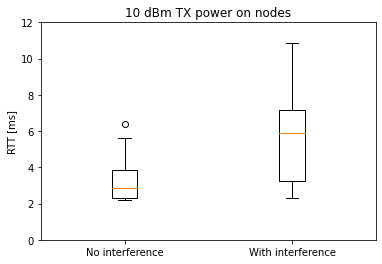 10 dBm TX power on nodes
12
10
8
6
4
2
0
RTT [ms]
No interference
With interference